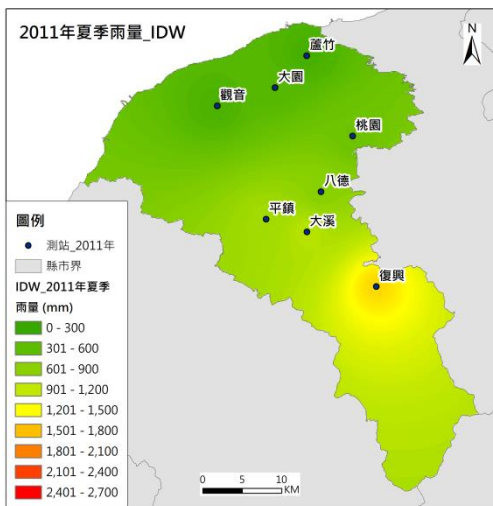 2011年夏季雨量_IDW
N
蘆竹
大園
觀音
桃園
八德
平鎮
大溪
復興
圖例
測站_2011年
縣市界
IDW_2011年夏季
雨量 (mm)
0 - 300
301 - 600
601 - 900
901 - 1,200
1,201 - 1,500
1,501 - 1,800
1,801 - 2,100
2,101 - 2,400
2,401 - 2,700
0 5 10
KM